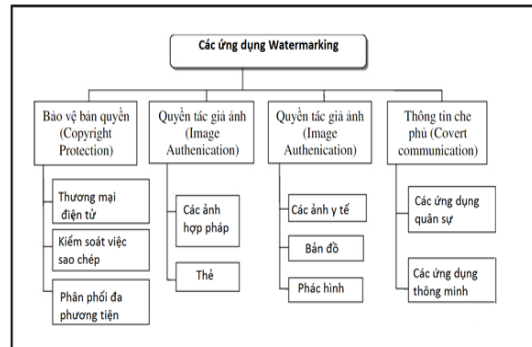 Các ứng dụng Watermarking
Bảo vệ bản quyền
(Copyright
Protection)
Thương mại
điện tử
Kiểm soát việc
sao chép
Phân phối đa
phương tiện
Quyền tác giả ảnh
(Image
Authenication)
Các ảnh
hợp pháp
Thẻ
Quyền tác giả ảnh
(Image
Authenication)
Các ảnh y tế
Bản đồ
Phác hình
Thông tin che
phủ (Covert
communication)
Các ứng dụng
quân sự
Các ứng dụng
thông minh